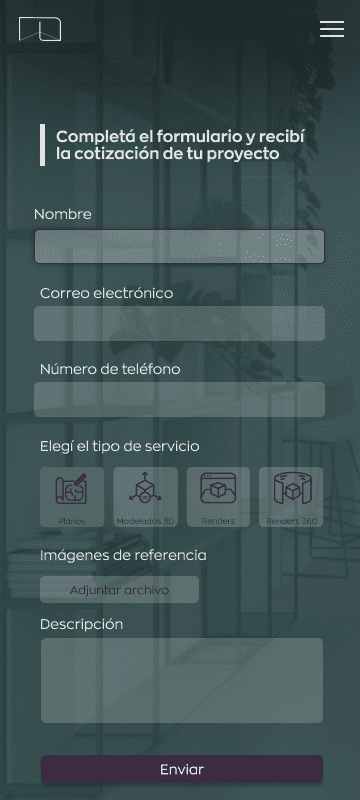 Completá el formulario y recibí
la cotización de tu proyecto
Nombre
Correo electrónico
Número de teléfono
Elegí el tipo de servicio
Planos
Modelados 3D
Renders
Renders 360
Imágenes de referencia
Adjuntar archivo
Descripción
Enviar